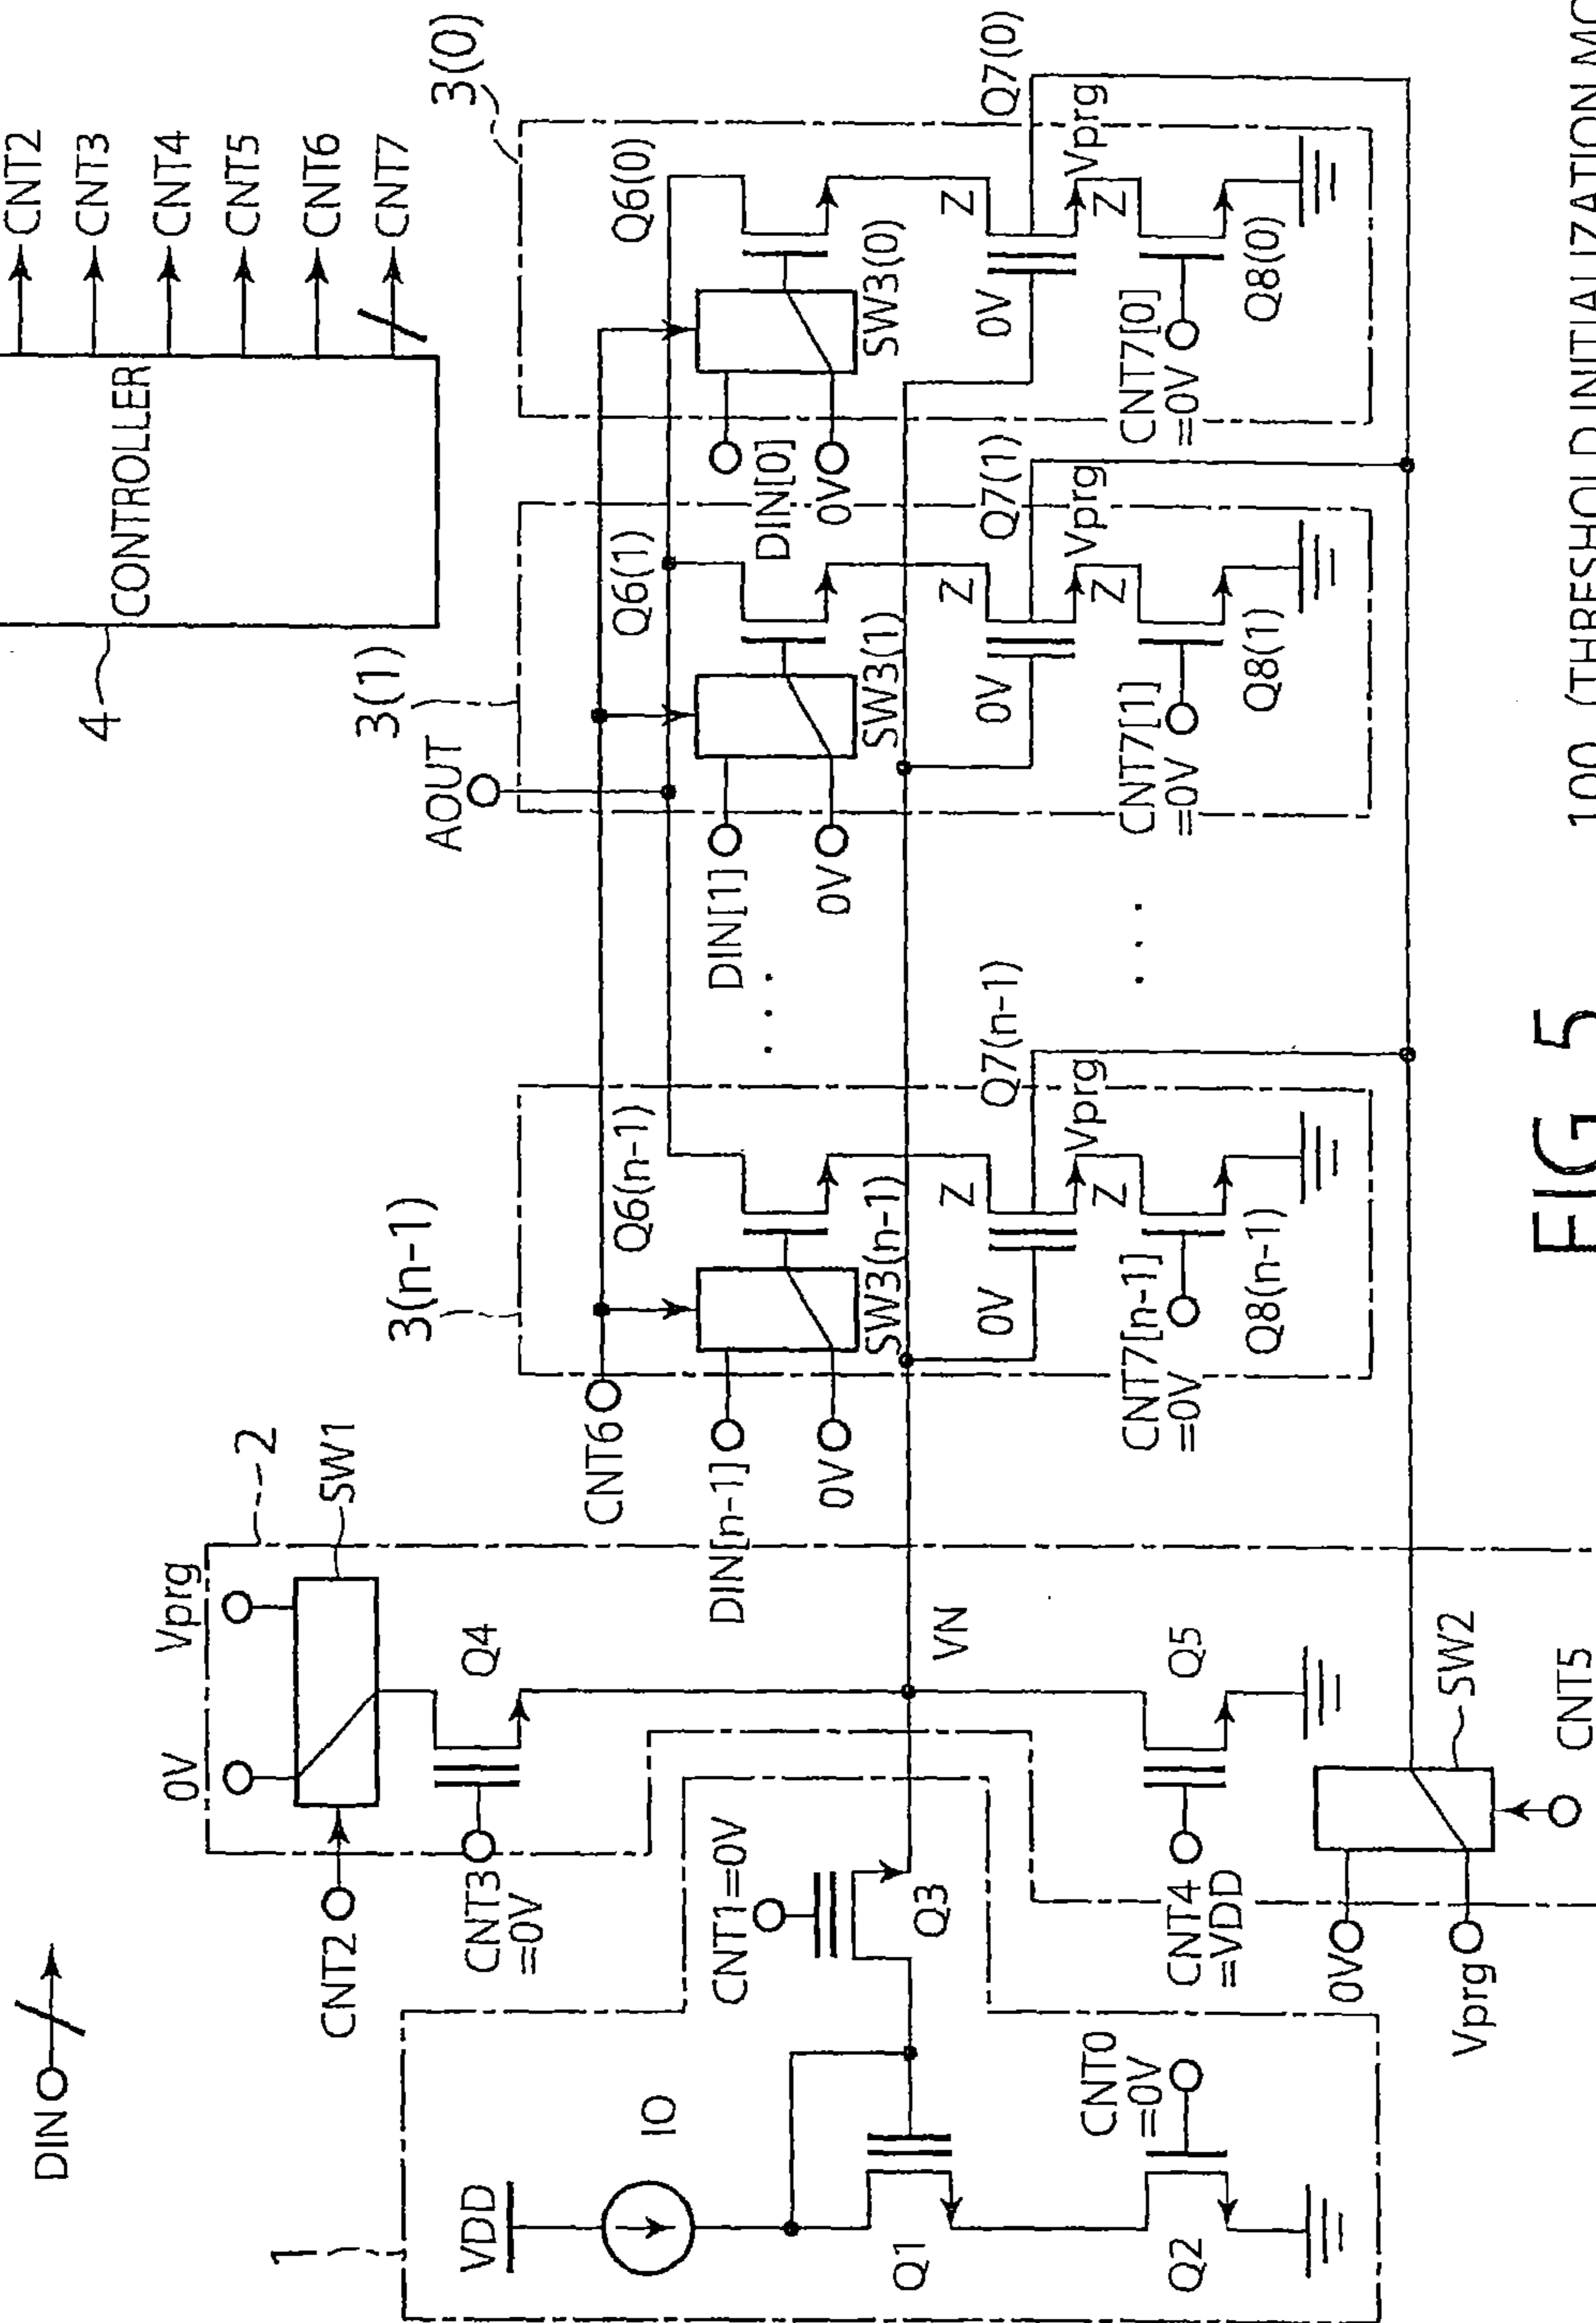 DIN
CNT2
CNT3
CNT4
CNT5
CNT6
CNT7
CONTROLLER
4
1
VDD
IO
Q1
Q2
CNT0
=0V
CNT1=0V
Q3
2
0V
Vprg
SW1
CNT2
CNT3
=0V
Q4
VN
CNT4
=VDD
Q5
0V
Vprg
SW2
CNT5
CNT6
AOUT
3(n-1)
Q6(n-1)
DIN[n-1]
0V
SW3(n-1)
Z
Q7(n-1)
0V
Vprg
Z
CNT7[n-1]
=0V
Q8(n-1)
. . .
. . .
3(1)
Q6(1)
DIN[1]
0V
SW3(1)
Z
Q7(1)
0V
Vprg
Z
CNT7[1]
=0V
Q8(1)
3(0)
Q6(0)
DIN[0]
0V
SW3(0)
Z
Q7(0)
0V
Vprg
Z
CNT7[0]
=0V
Q8(0)
FIG 5
100 (THRESHOLD INITIALIZATION